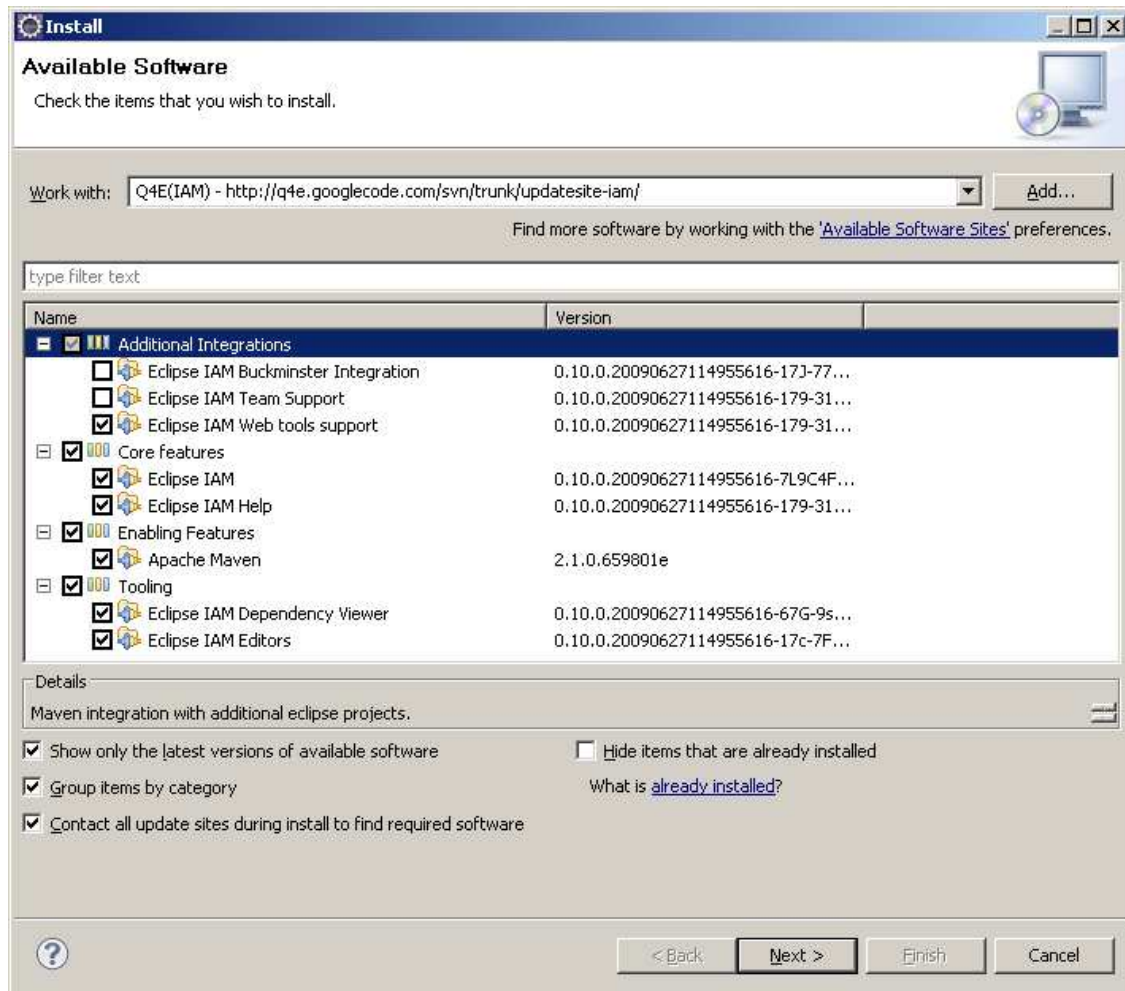 Install
Available Software
Check the items that you wish to install.
Work with: Q4E(IAM) - http://q4e.googlecode.com/svn/trunk/updatesite-iam/ Add...
Find more software by working with the 'Available Software Sites' preferences.
type filter text
Name Version
Additional Integrations
Eclipse IAM Buckminster Integration 0.10.0.20090627114955616-17J-77...
Eclipse IAM Team Support 0.10.0.20090627114955616-179-31...
Eclipse IAM Web tools support 0.10.0.20090627114955616-179-31...
Core features
Eclipse IAM 0.10.0.20090627114955616-7L9C4F...
Eclipse IAM Help 0.10.0.20090627114955616-179-31...
Enabling Features
Apache Maven 2.1.0.659801e
Tooling
Eclipse IAM Dependency Viewer 0.10.0.20090627114955616-67G-9s...
Eclipse IAM Editors 0.10.0.20090627114955616-17c-7F...
Details
Maven integration with additional eclipse projects.
Show only the latest versions of available software Hide items that are already installed
Group items by category What is already installed?
Contact all update sites during install to find required software
? < Back Next > Finish Cancel